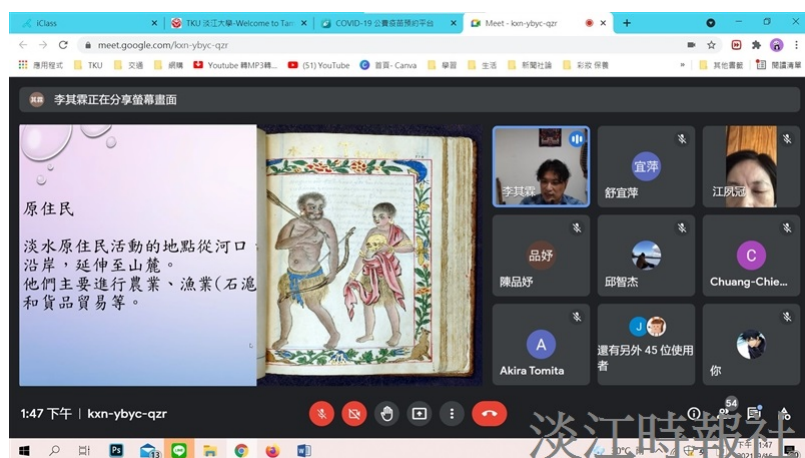 iClass
TKU 淡江大學-Welcome to Tam
COVID-19 公費疫苗預約平台
Meet - kxn-ybyc-qzr
meet.google.com/kxn-ybyc-qzr
應用程式
TKU
交通
網購
Youtube 轉MP3轉...
(51) YouTube
首頁- Canva
學習
生活
新聞社論
彩妝 保養
其他書籤
閱讀清單
其霖
李其霖正在分享螢幕畫面
原住民
淡水原住民活動的地點從河口、
沿岸，延伸至山麓。
他們主要進行農業、漁業(石滬
和貨品貿易等。
李其霖
宜萍
舒宜萍
江夙冠
品妤
陳品妤
邱智杰
C
Chuang-Chie...
A
Akira Tomita
J
還有另外 45 位使用
者
你
1:47 下午 | kxn-ybyc-qzr
54
Ps
13
淡江時報社